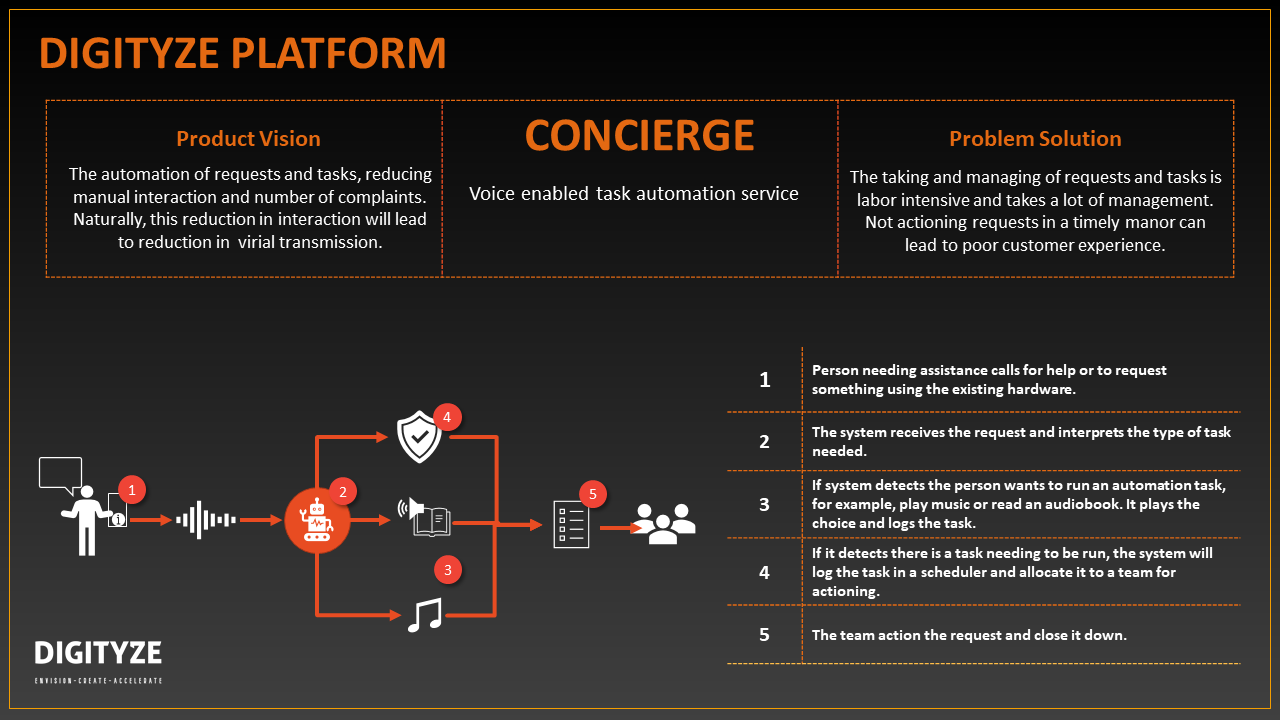 DIGITYZE PLATFORM
Product Vision
The automation of requests and tasks, reducing
manual interaction and number of complaints.
Naturally, this reduction in interaction will lead
to reduction in  virial transmission.
CONCIERGE
Voice enabled task automation service
Problem Solution
The taking and managing of requests and tasks is
labor intensive and takes a lot of management.
Not actioning requests in a timely manor can
lead to poor customer experience.
1
2
4
3
5
1
Person needing assistance calls for help or to request
something using the existing hardware.
2
The system receives the request and interprets the type of task
needed.
3
If system detects the person wants to run an automation task,
for example, play music or read an audiobook. It plays the
choice and logs the task.
4
If it detects there is a task needing to be run, the system will
log the task in a scheduler and allocate it to a team for
actioning.
5
The team action the request and close it down.
DIGITYZE
ENVISION-CREATE-ACCELERATE